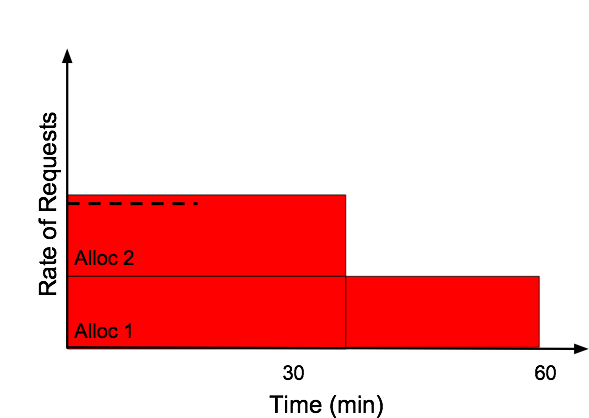 Rate of Requests
Alloc 2
Alloc 1
30 60
Time (min)